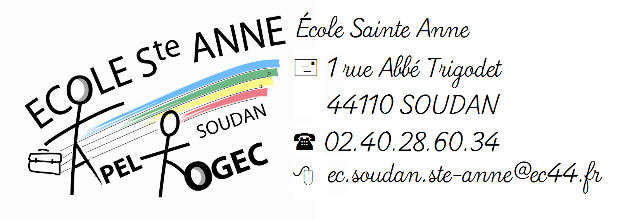 ECOLE Ste ANNE
SOUDAN
APEL OGEC
École Sainte Anne
1 rue Abbé Trigodet
44110 SOUDAN
02.40.28.60.34
ec.soudan.ste-anne@ec44.fr